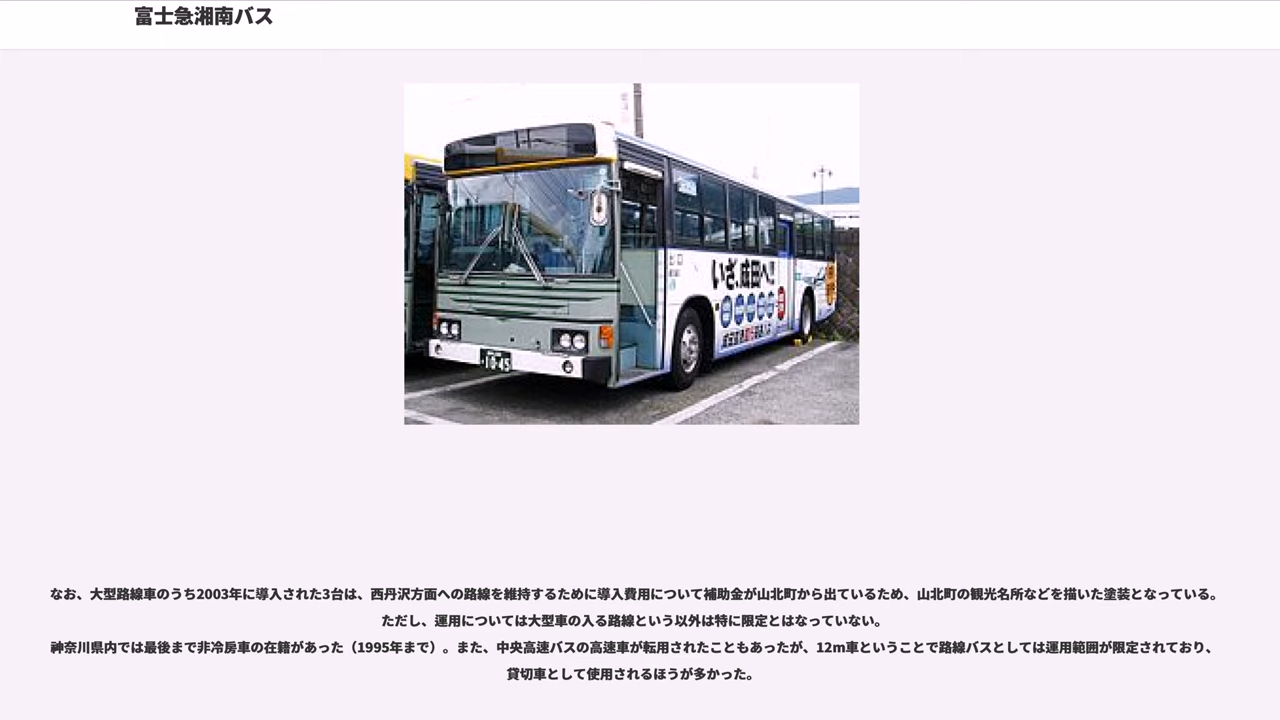 富士急湘南バス
出口
いざ、成田へ!!
10-45
なお、大型路線車のうち2003年に導入された3台は、西丹沢方面への路線を維持するために導入費用について補助金が山北町から出ているため、山北町の観光名所などを描いた塗装となっている。
ただし、運用については大型車の入る路線という以外は特に限定とはなっていない。
神奈川県内では最後まで非冷房車の在籍があった（1995年まで）。また、中央高速バスの高速車が転用されたこともあったが、12m車ということで路線バスとしては運用範囲が限定されており、
貸切車として使用されるほうが多かった。